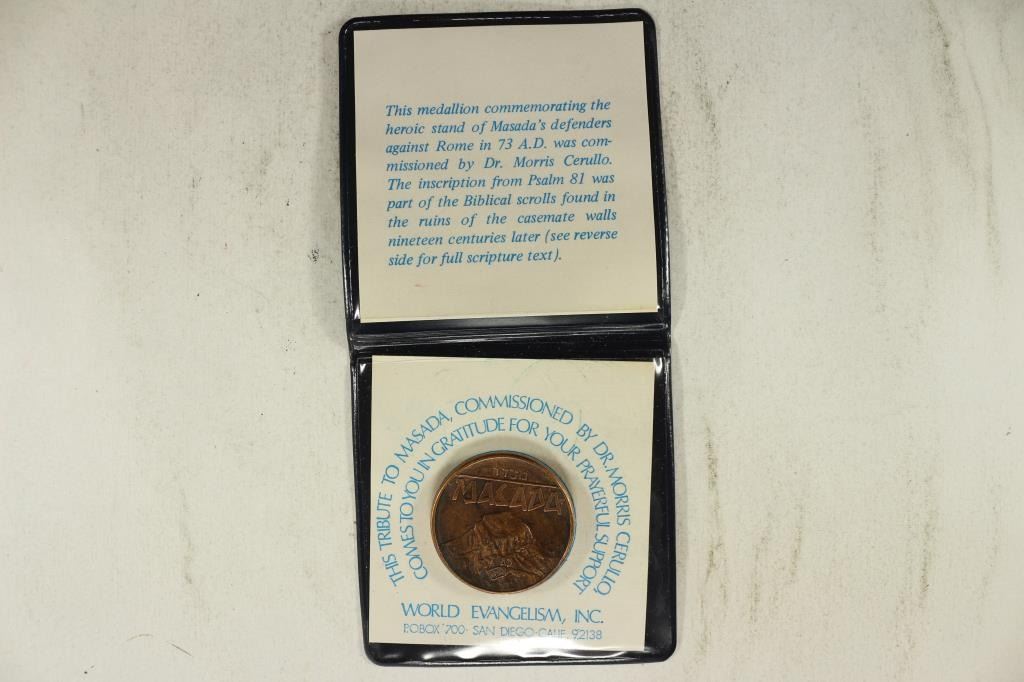 This medallion commemorating the
heroic stand of Masada's defenders
against Rome in 73 A.D. was com-
missioned by Dr. Morris Cerullo.
The inscription from Psalm 81 was
part of the Biblical scrolls found in
the ruins of the casemate walls
nineteen centuries later (see reverse
side for full scripture text).
THIS TRIBUTE TO MASADA, COMMISSIONED BY DR. MORRIS CERULLO,
COMES TO YOU IN GRATITUDE FOR YOUR PRAYERFUL SUPPORT
MASADA
WORLD EVANGELISM, INC.
P.O.BOX 700 · SAN DIEGO · CALIF. 92138